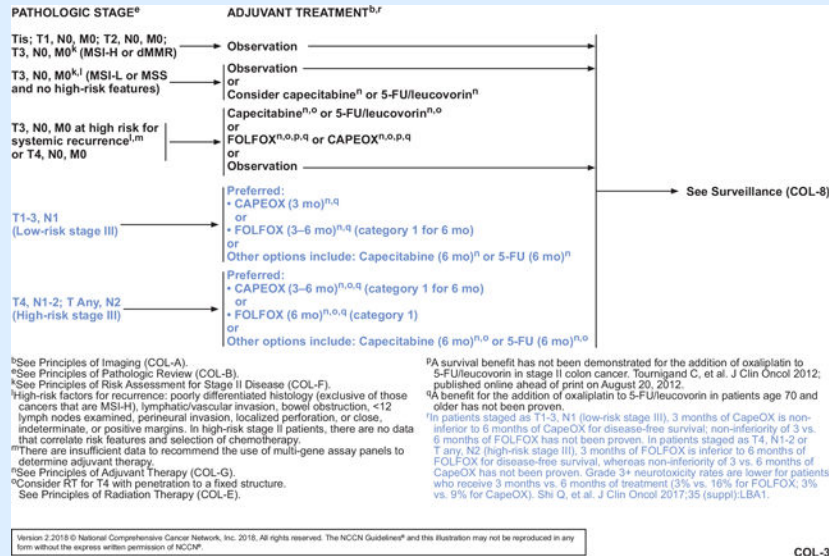 PATHOLOGIC STAGEᵉ ADJUVANT TREATMENTᵇ,ʳ
Tis; T1, N0, M0; T2, N0, M0;
T3, N0, M0ᵏ (MSI-H or dMMR)
Observation
T3, N0, M0ᵏ,ˡ (MSI-L or MSS
and no high-risk features)
Observation
or
Consider capecitabineⁿ or 5-FU/leucovorinⁿ
T3, N0, M0 at high risk for
systemic recurrenceˡ,ᵐ
or T4, N0, M0
Capecitabineⁿ,ᵒ or 5-FU/leucovorinⁿ,ᵒ
or
FOLFOXⁿ,ᵒ,ᵖ,q or CAPEOXⁿ,ᵒ,ᵖ,q
or
Observation
See Surveillance (COL-8)
T1-3, N1
(Low-risk stage III)
Preferred:
• CAPEOX (3 mo)ⁿ,q
or
• FOLFOX (3–6 mo)ⁿ,q (category 1 for 6 mo)
or
Other options include: Capecitabine (6 mo)ⁿ or 5-FU (6 mo)ⁿ
T4, N1-2; T Any, N2
(High-risk stage III)
Preferred:
• CAPEOX (3–6 mo)ⁿ,ᵒ,q (category 1 for 6 mo)
or
• FOLFOX (6 mo)ⁿ,ᵒ,q (category 1)
or
Other options include: Capecitabine (6 mo)ⁿ,ᵒ or 5-FU (6 mo)ⁿ,ᵒ
ᵇSee Principles of Imaging (COL-A).
ᵉSee Principles of Pathologic Review (COL-B).
ᵏSee Principles of Risk Assessment for Stage II Disease (COL-F).
ˡHigh-risk factors for recurrence: poorly differentiated histology (exclusive of those
cancers that are MSI-H), lymphatic/vascular invasion, bowel obstruction, <12
lymph nodes examined, perineural invasion, localized perforation, or close,
indeterminate, or positive margins. In high-risk stage II patients, there are no data
that correlate risk features and selection of chemotherapy.
ᵐThere are insufficient data to recommend the use of multi-gene assay panels to
determine adjuvant therapy.
ⁿSee Principles of Adjuvant Therapy (COL-G).
ᵒConsider RT for T4 with penetration to a fixed structure.
See Principles of Radiation Therapy (COL-E).
ᵖA survival benefit has not been demonstrated for the addition of oxaliplatin to
5-FU/leucovorin in stage II colon cancer. Tournigand C, et al. J Clin Oncol 2012;
published online ahead of print on August 20, 2012.
qA benefit for the addition of oxaliplatin to 5-FU/leucovorin in patients age 70 and
older has not been proven.
ʳIn patients staged as T1-3, N1 (low-risk stage III), 3 months of CapeOX is non-
inferior to 6 months of CapeOX for disease-free survival; non-inferiority of 3 vs.
6 months of FOLFOX has not been proven. In patients staged as T4, N1-2 or
T any, N2 (high-risk stage III), 3 months of FOLFOX is inferior to 6 months of
FOLFOX for disease-free survival, whereas non-inferiority of 3 vs. 6 months of
CapeOX has not been proven. Grade 3+ neurotoxicity rates are lower for patients
who receive 3 months vs. 6 months of treatment (3% vs. 16% for FOLFOX; 3%
vs. 9% for CapeOX). Shi Q, et al. J Clin Oncol 2017;35 (suppl):LBA1.
Version 2.2018 © National Comprehensive Cancer Network, Inc. 2018, All rights reserved. The NCCN Guidelines® and this illustration may not be reproduced in any
form without the express written permission of NCCN®.